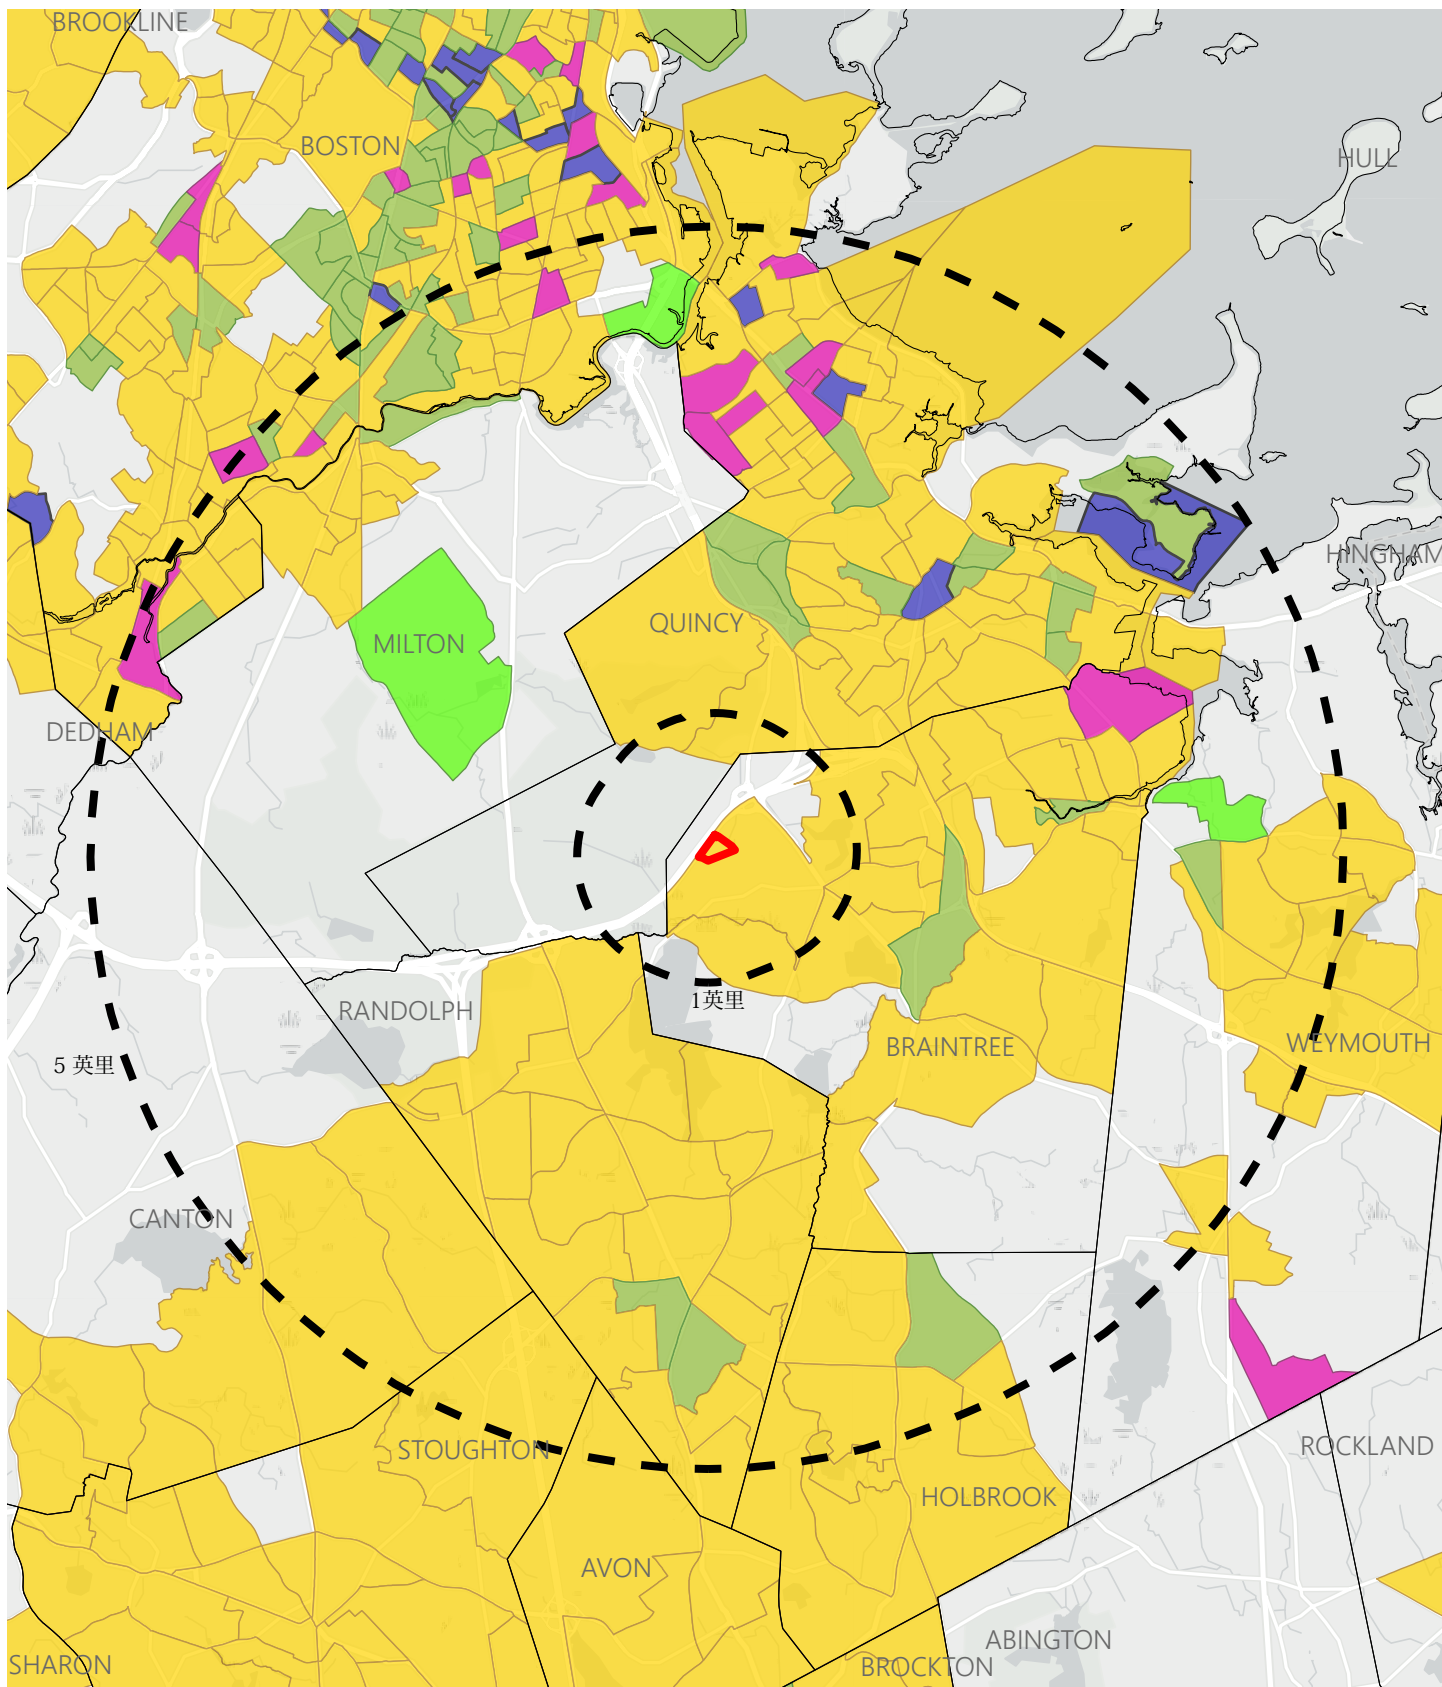 BROOKLINE
BOSTON
HULL
HINGHAM
QUINCY
MILTON
DEDHAM
1英里
RANDOLPH
BRAINTREE
WEYMOUTH
5 英里
CANTON
STOUGHTON
ROCKLAND
HOLBROOK
AVON
ABINGTON
SHARON
BROCKTON